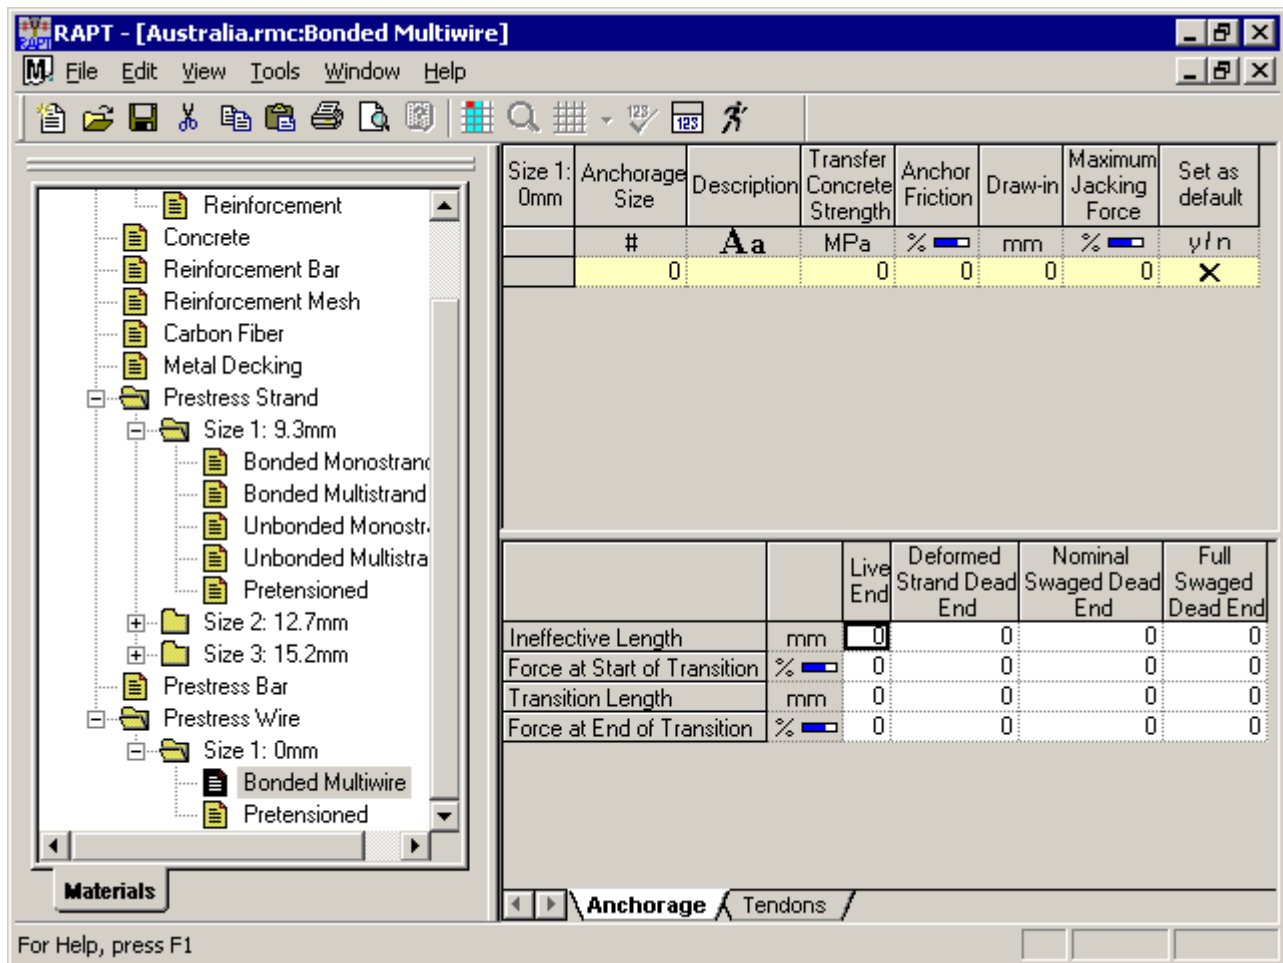 RAPT - [Australia.rmc:Bonded Multiwire]
File Edit View Tools Window Help
Reinforcement
Concrete
Reinforcement Bar
Reinforcement Mesh
Carbon Fiber
Metal Decking
Prestress Strand
Size 1: 9.3mm
Bonded Monostrand
Bonded Multistrand
Unbonded Monostr
Unbonded Multistra
Pretensioned
Size 2: 12.7mm
Size 3: 15.2mm
Prestress Bar
Prestress Wire
Size 1: 0mm
Bonded Multiwire
Pretensioned
Materials
Size 1: 0mm Anchorage Size Description Transfer Concrete Strength Anchor Friction Draw-in Maximum Jacking Force Set as default
# Aa MPa % mm % y/n
0 0 0 0 0
Live End Deformed Strand Dead End Nominal Swaged Dead End Full Swaged Dead End
Ineffective Length mm 0 0 0 0
Force at Start of Transition % 0 0 0 0
Transition Length mm 0 0 0 0
Force at End of Transition % 0 0 0 0
Anchorage Tendons
For Help, press F1